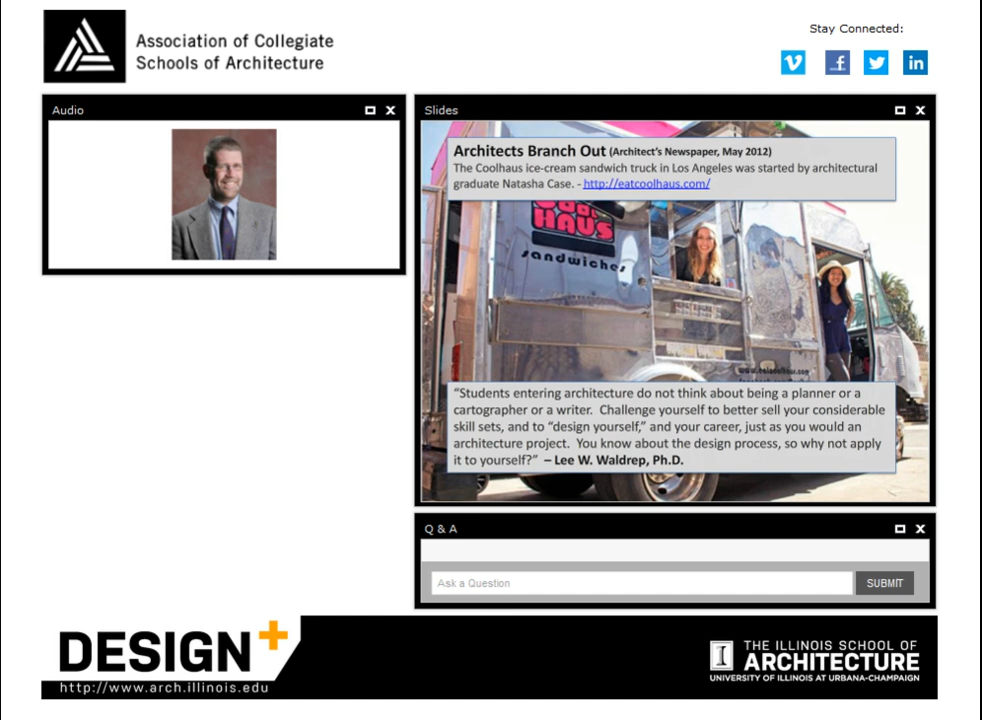 Association of Collegiate
Schools of Architecture
Stay Connected:
Audio
Slides
Architects Branch Out (Architect's Newspaper, May 2012)
The Coolhaus ice-cream sandwich truck in Los Angeles was started by architectural
graduate Natasha Case. - http://eatcoolhaus.com/
COOL
HAUS
sandwiches
www.eatcoolhaus.com
"Students entering architecture do not think about being a planner or a
cartographer or a writer. Challenge yourself to better sell your considerable
skill sets, and to "design yourself," and your career, just as you would an
architecture project. You know about the design process, so why not apply
it to yourself?" – Lee W. Waldrep, Ph.D.
Q & A
Ask a Question
SUBMIT
DESIGN+
http://www.arch.illinois.edu
I
THE ILLINOIS SCHOOL OF
ARCHITECTURE
UNIVERSITY OF ILLINOIS AT URBANA-CHAMPAIGN